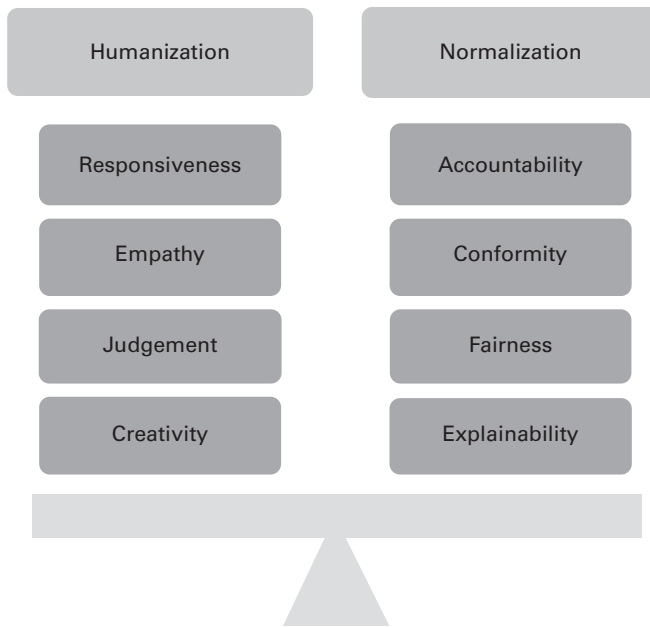 Humanization
Normalization
Responsiveness
Accountability
Empathy
Conformity
Judgement
Fairness
Creativity
Explainability